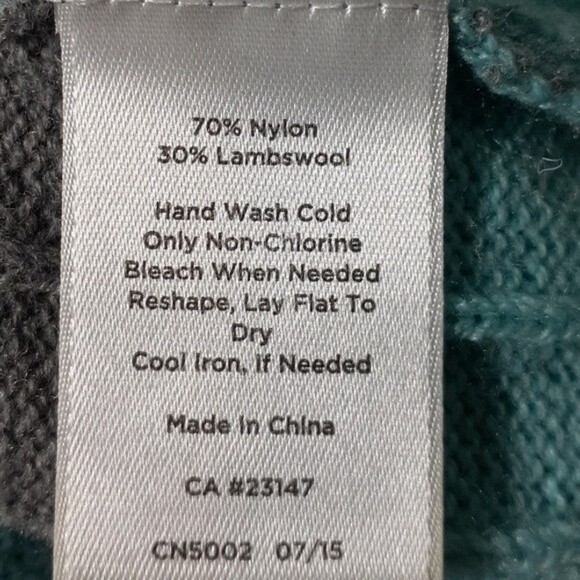 70% Nylon
30% Lambswool
Hand Wash Cold
Only Non-Chlorine
Bleach When Needed
Reshape, Lay Flat To
Dry
Cool Iron, If Needed
Made In China
CA #23147
CN5002 07/15